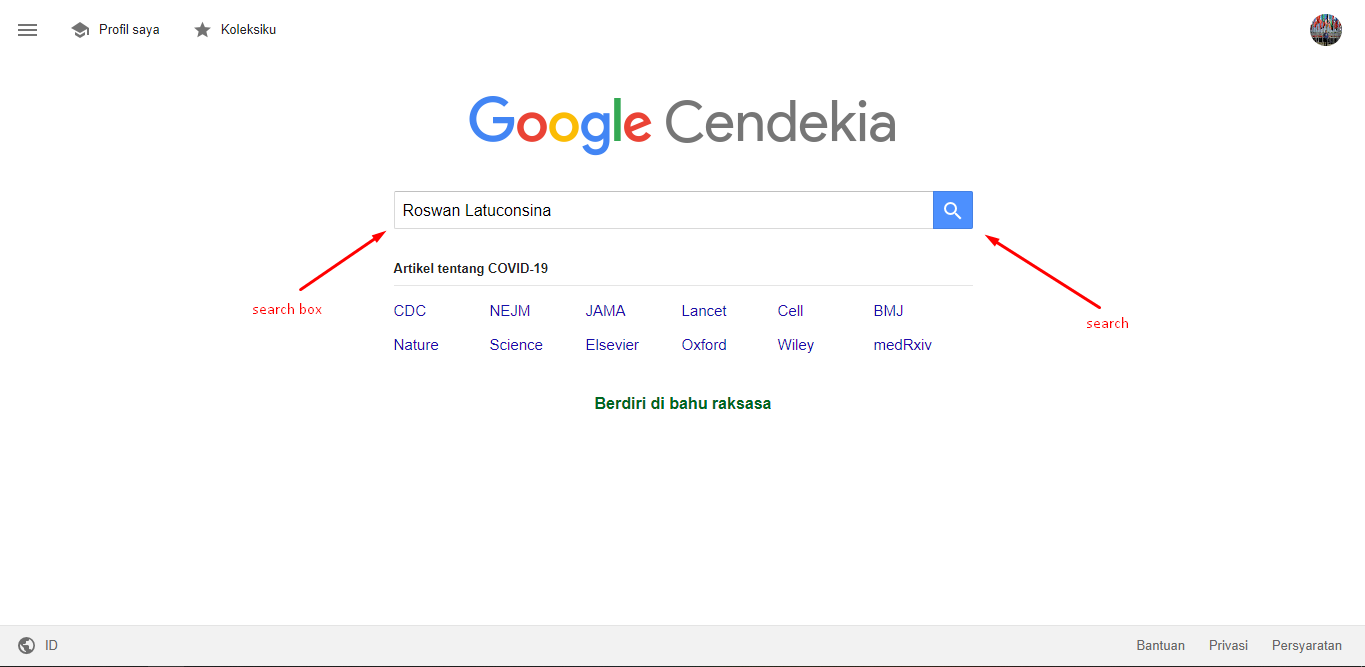 Profil saya Koleksiku
Google Cendekia
Roswan Latuconsina
Artikel tentang COVID-19
search box
search
CDC NEJM JAMA Lancet Cell BMJ
Nature Science Elsevier Oxford Wiley medRxiv
Berdiri di bahu raksasa
ID Bantuan Privasi Persyaratan